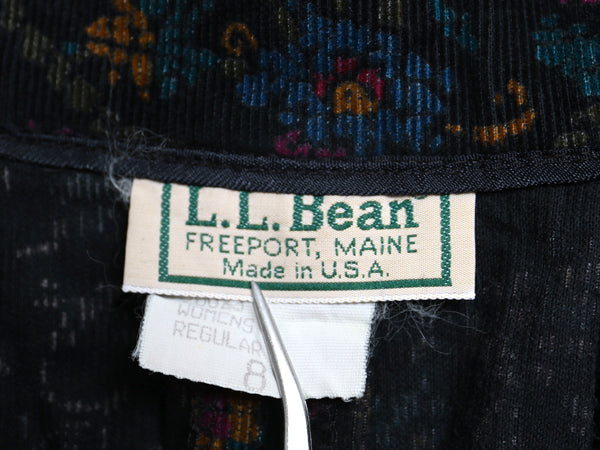 L.L.Bean®
FREEPORT, MAINE
Made in U.S.A.
WOMENS
REGULAR
8